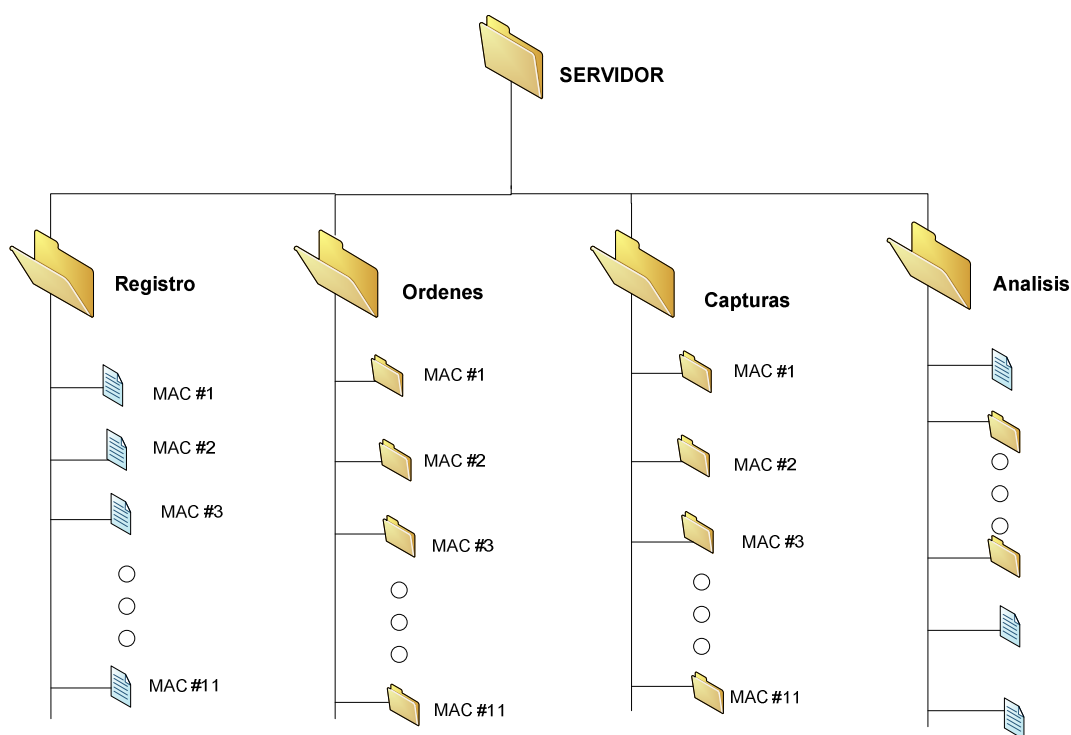 SERVIDOR
Registro
MAC #1
MAC #2
MAC #3
MAC #11
Ordenes
MAC #1
MAC #2
MAC #3
MAC #11
Capturas
MAC #1
MAC #2
MAC #3
MAC #11
Analisis